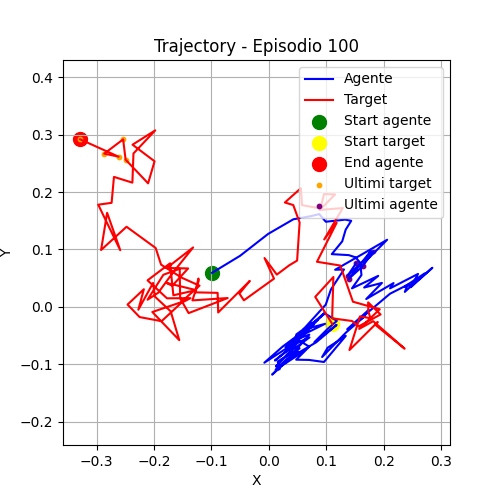 Trajectory - Episodio 100
Agente
Target
Start agente
Start target
End agente
Ultimi target
Ultimi agente
Y
0.4
0.3
0.2
0.1
0.0
−0.1
−0.2
−0.3
−0.2
−0.1
0.0
0.1
0.2
0.3
X